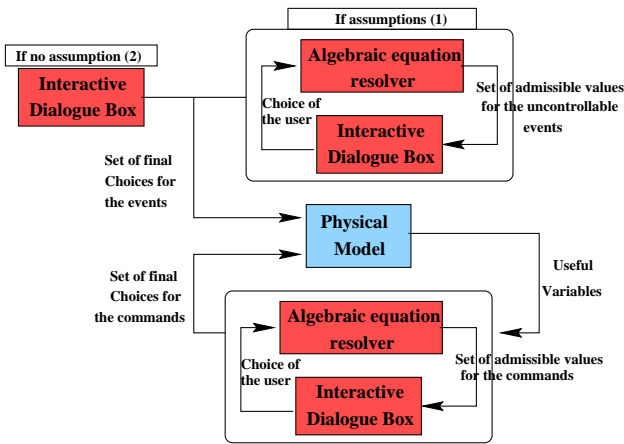 If assumptions (1)
If no assumption (2)
Interactive
Dialogue Box
Algebraic equation
resolver
Choice of
the user
Set of admissible values
for the uncontrollable
events
Interactive
Dialogue Box
Set of final
Choices for
the events
Physical
Model
Set of final
Choices for
the commands
Useful
Variables
Algebraic equation
resolver
Choice of
the user
Set of admissible values
for the commands
Interactive
Dialogue Box